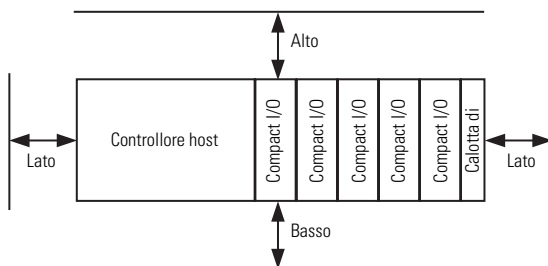 Alto
Lato
Controllore host
Compact I/O
Compact I/O
Compact I/O
Compact I/O
Compact I/O
Calotta di
Lato
Basso